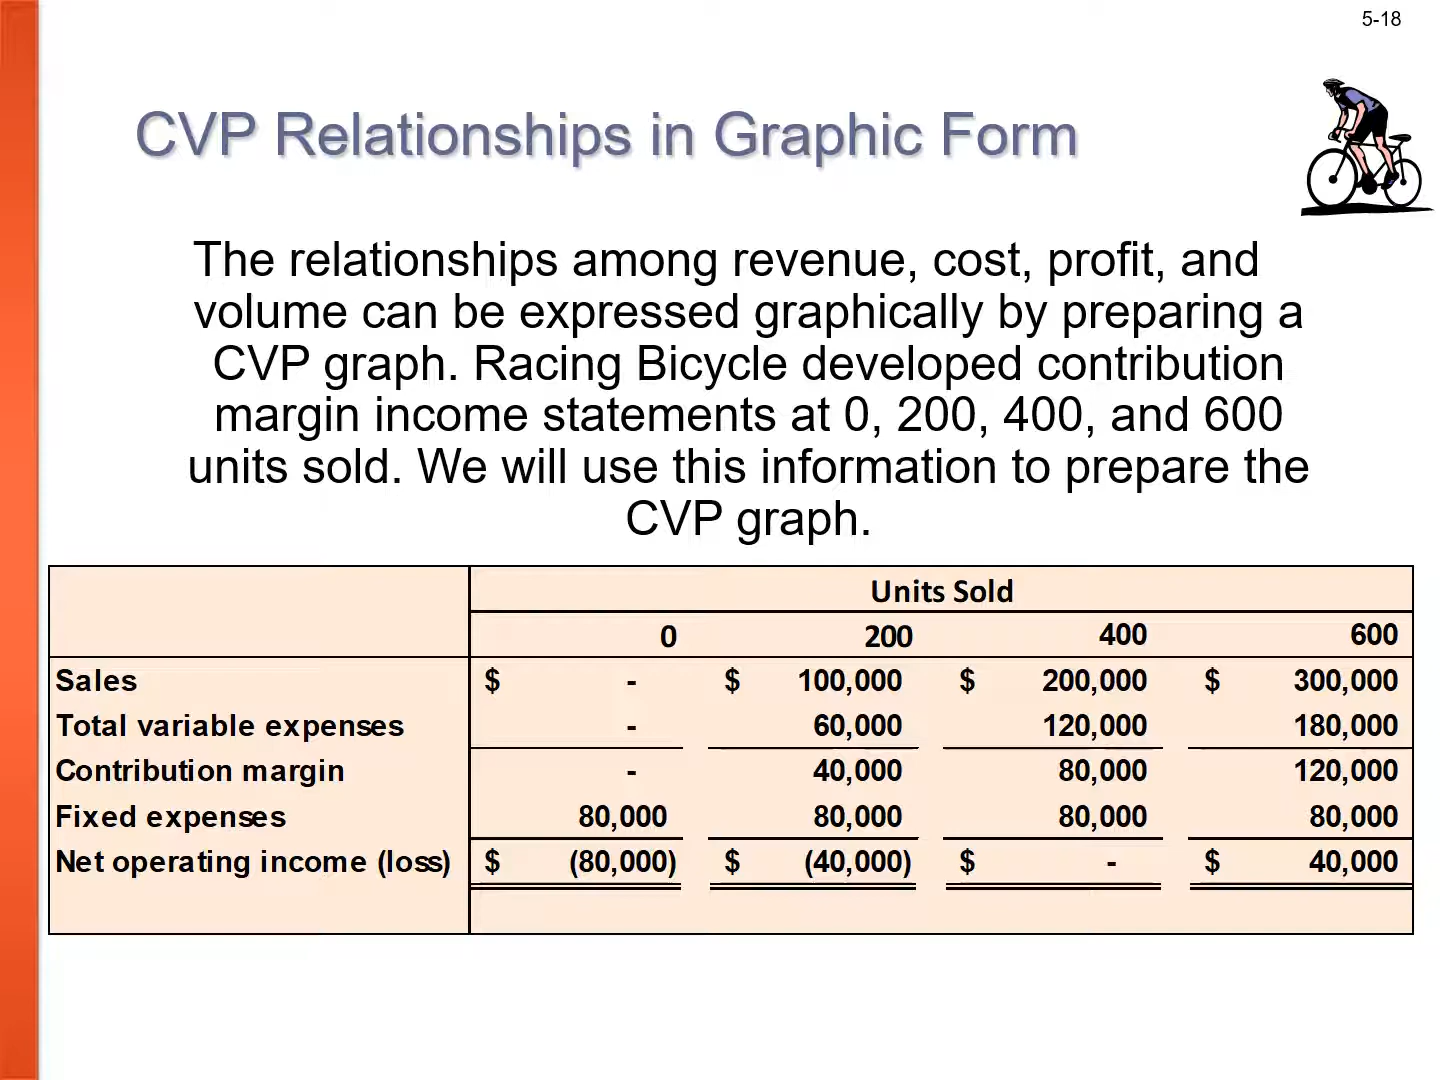 5-18
CVP Relationships in Graphic Form
The relationships among revenue, cost, profit, and
volume can be expressed graphically by preparing a
CVP graph. Racing Bicycle developed contribution
margin income statements at 0, 200, 400, and 600
units sold. We will use this information to prepare the
CVP graph.
Units Sold
0 200 400 600
Sales $ - $ 100,000 $ 200,000 $ 300,000
Total variable expenses - 60,000 120,000 180,000
Contribution margin - 40,000 80,000 120,000
Fixed expenses 80,000 80,000 80,000 80,000
Net operating income (loss) $ (80,000) $ (40,000) $ - $ 40,000